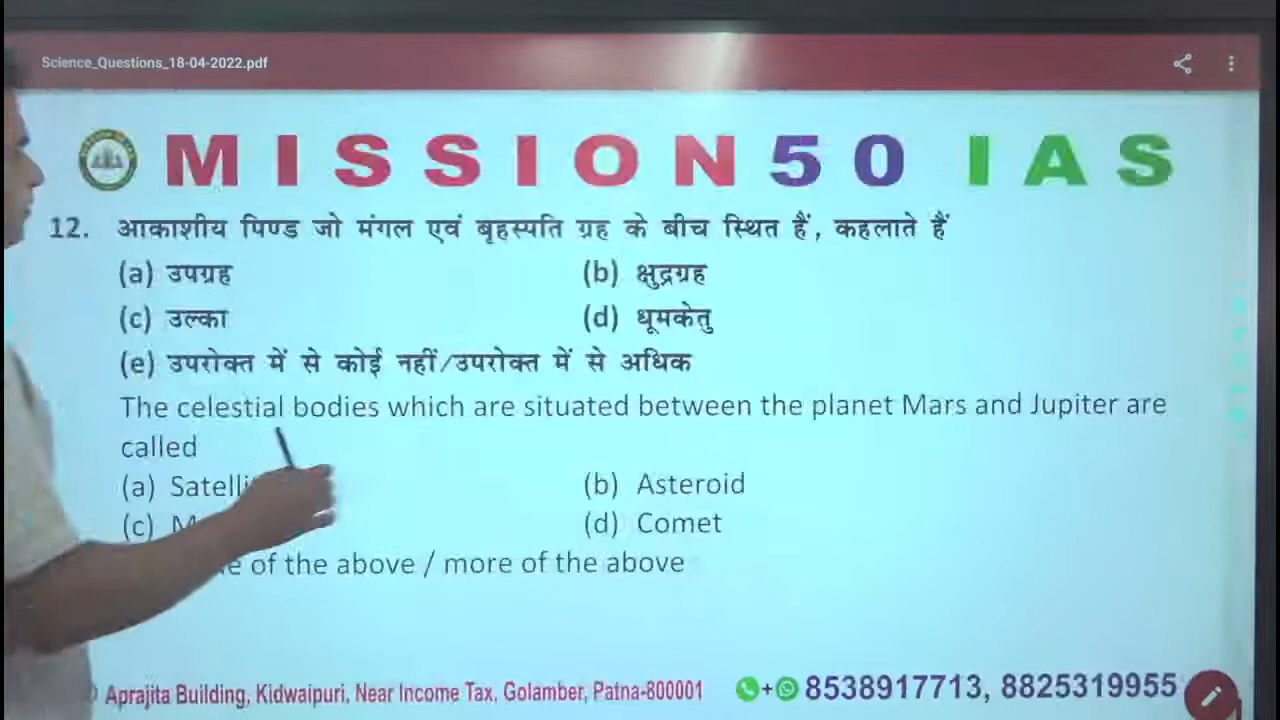 Science_Questions_18-04-2022.pdf
MISSION 50 IAS
12. आकाशीय पिण्ड जो मंगल एवं बृहस्पति ग्रह के बीच स्थित हैं, कहलाते हैं
(a) उपग्रह (b) क्षुद्रग्रह
(c) उल्का (d) धूमकेतु
(e) उपरोक्त में से कोई नहीं/उपरोक्त में से अधिक
The celestial bodies which are situated between the planet Mars and Jupiter are
called
(a) (b) Asteroid
(c) (d) Comet
of the above / more of the above
Aprajita Building, Kidwaipuri, Near Income Tax, Golamber, Patna-800001 + 8538917713, 8825319955